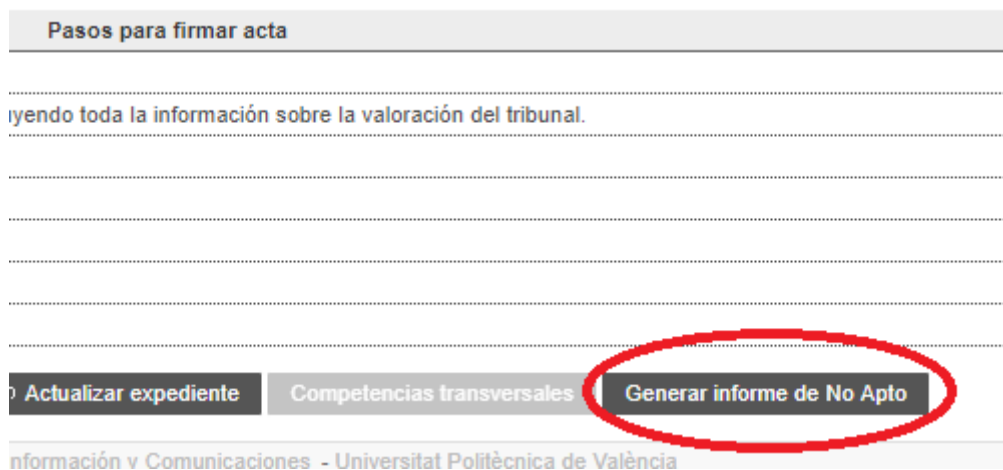 Pasos para firmar acta
yendo toda la información sobre la valoración del tribunal.
Actualizar expediente Competencias transversales Generar informe de No Apto
nformación y Comunicaciones - Universitat Politècnica de València